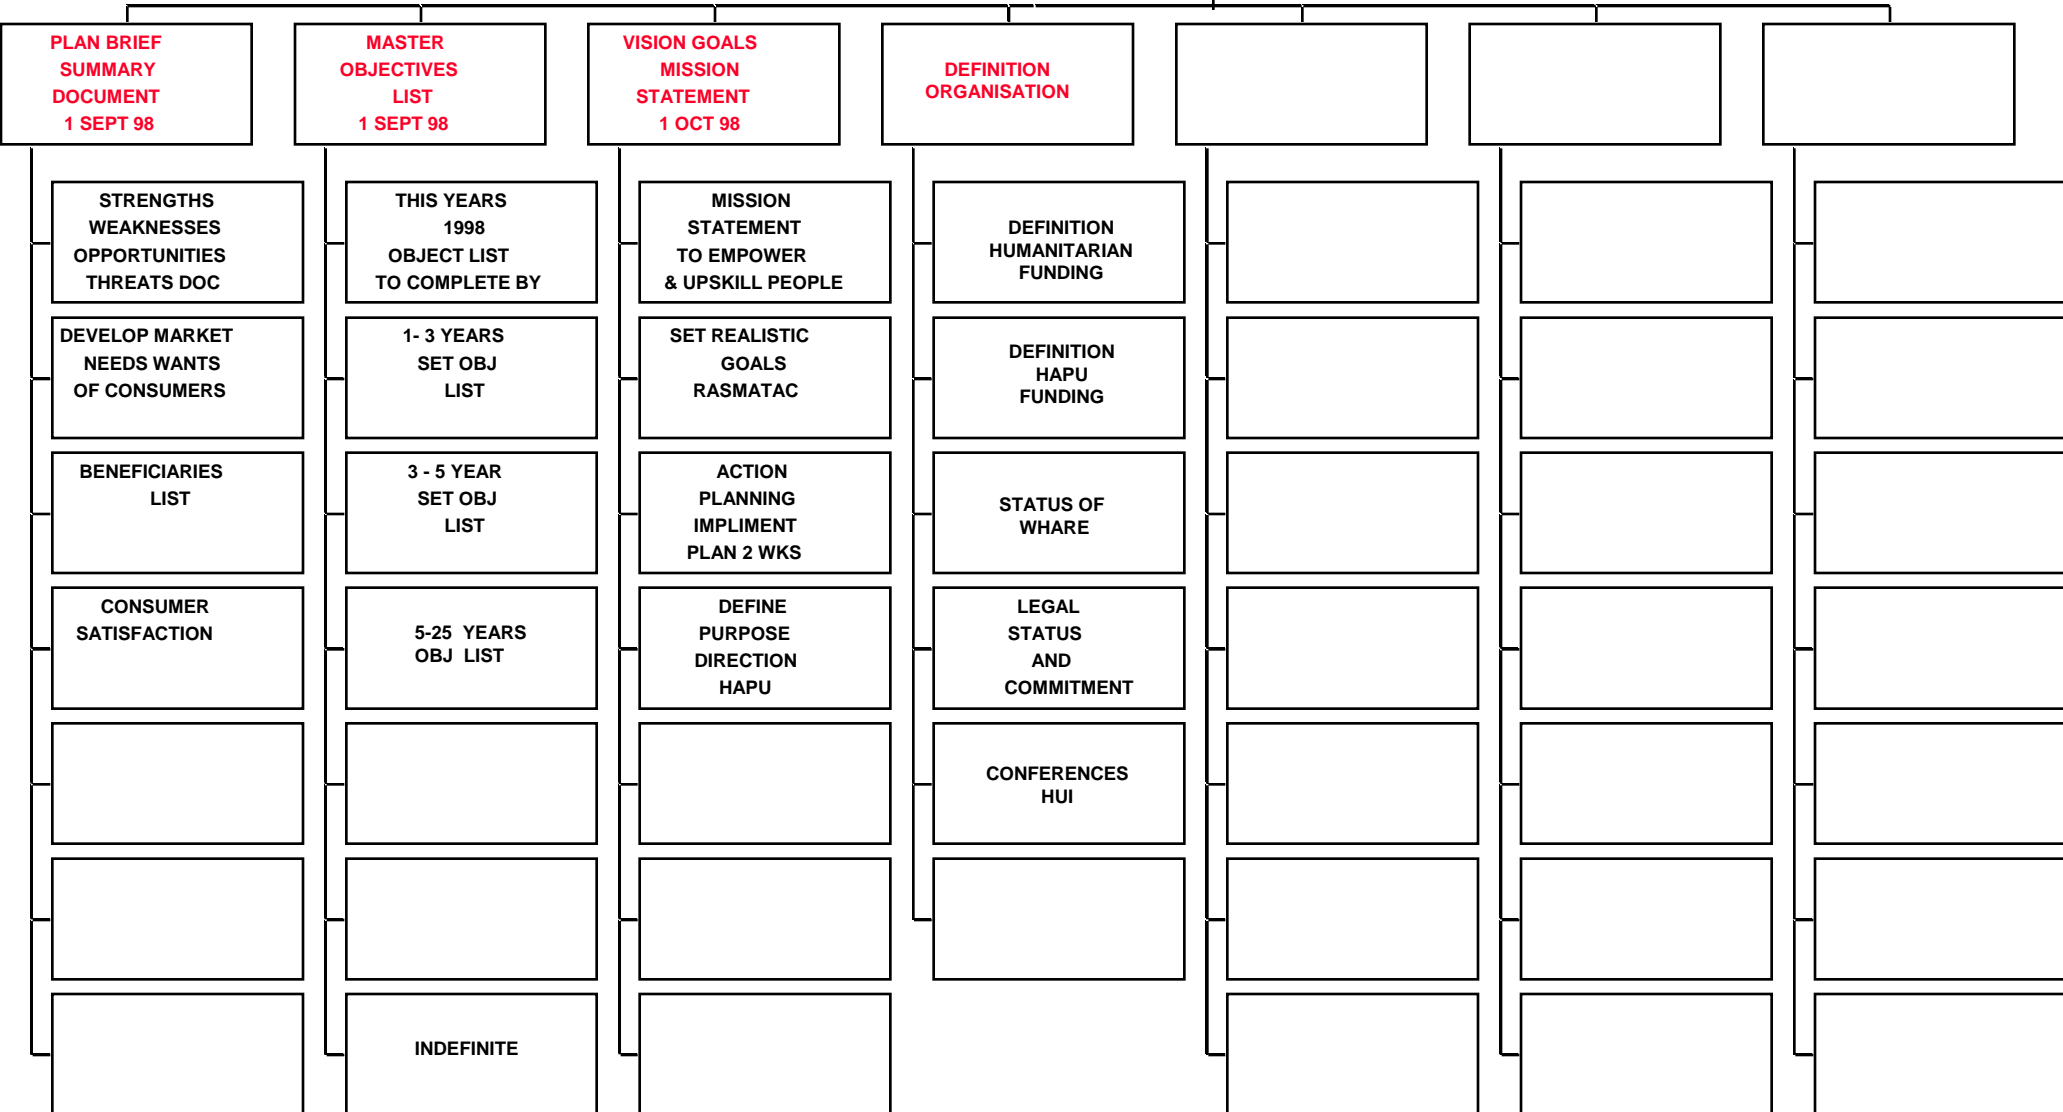 PLAN BRIEF
SUMMARY
DOCUMENT
1 SEPT 98
MASTER
OBJECTIVES
LIST
1 SEPT 98
VISION GOALS
MISSION
STATEMENT
1 OCT 98
DEFINITION
ORGANISATION
STRENGTHS
WEAKNESSES
OPPORTUNITIES
THREATS DOC
DEVELOP MARKET
NEEDS WANTS
OF CONSUMERS
BENEFICIARIES
LIST
CONSUMER
SATISFACTION
THIS YEARS
1998
OBJECT LIST
TO COMPLETE BY
1- 3 YEARS
SET OBJ
LIST
3 - 5 YEAR
SET OBJ
LIST
5-25 YEARS
OBJ LIST
INDEFINITE
MISSION
STATEMENT
TO EMPOWER
& UPSKILL PEOPLE
SET REALISTIC
GOALS
RASMATAC
ACTION
PLANNING
IMPLIMENT
PLAN 2 WKS
DEFINE
PURPOSE
DIRECTION
HAPU
DEFINITION
HUMANITARIAN
FUNDING
DEFINITION
HAPU
FUNDING
STATUS OF
WHARE
LEGAL
STATUS
AND
COMMITMENT
CONFERENCES
HUI